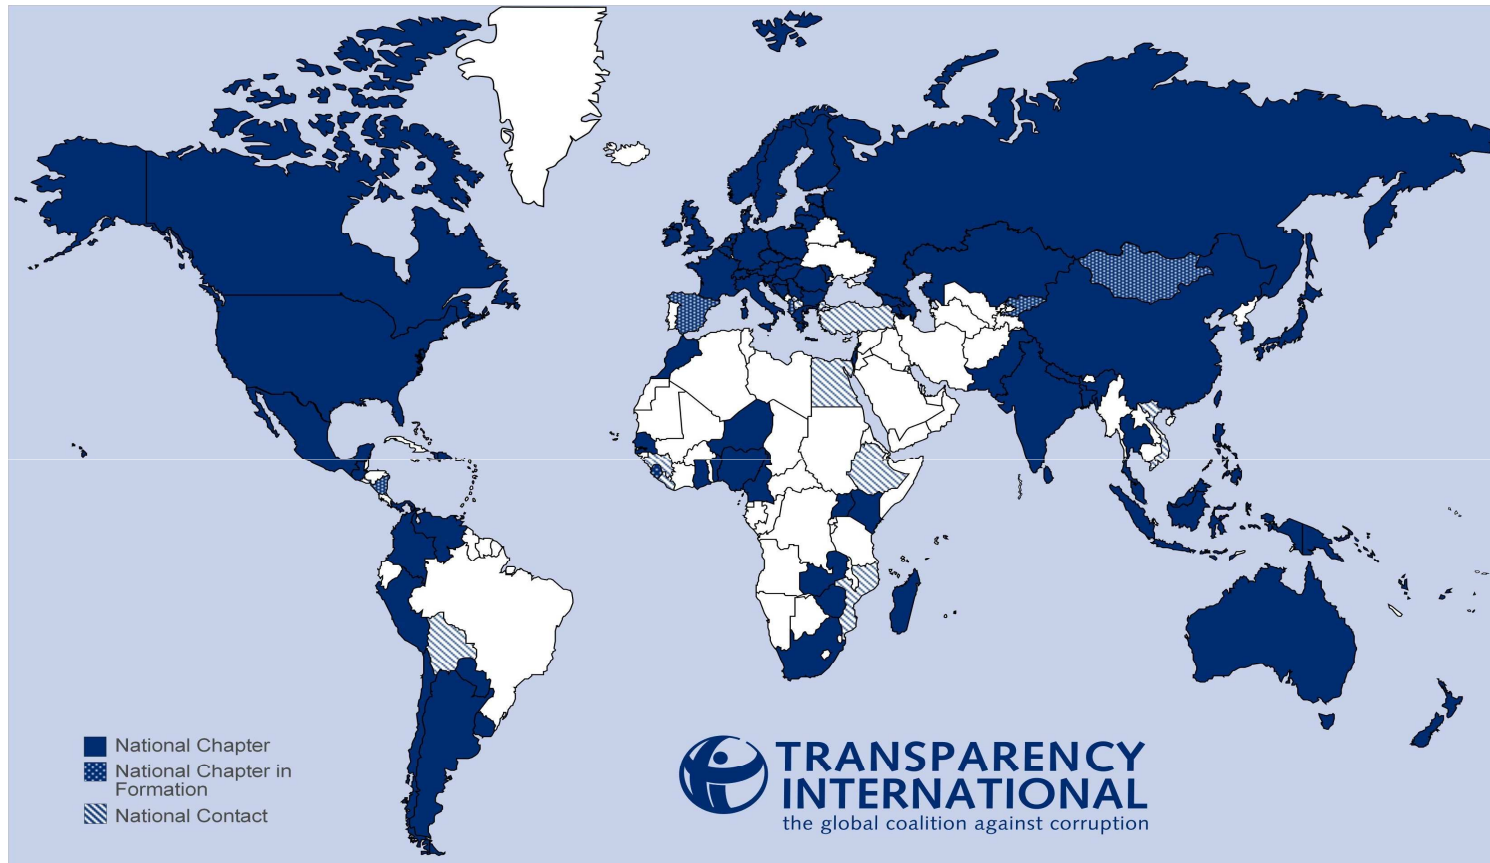 National Chapter
National Chapter in
Formation
National Contact
TRANSPARENCY
INTERNATIONAL
the global coalition against corruption